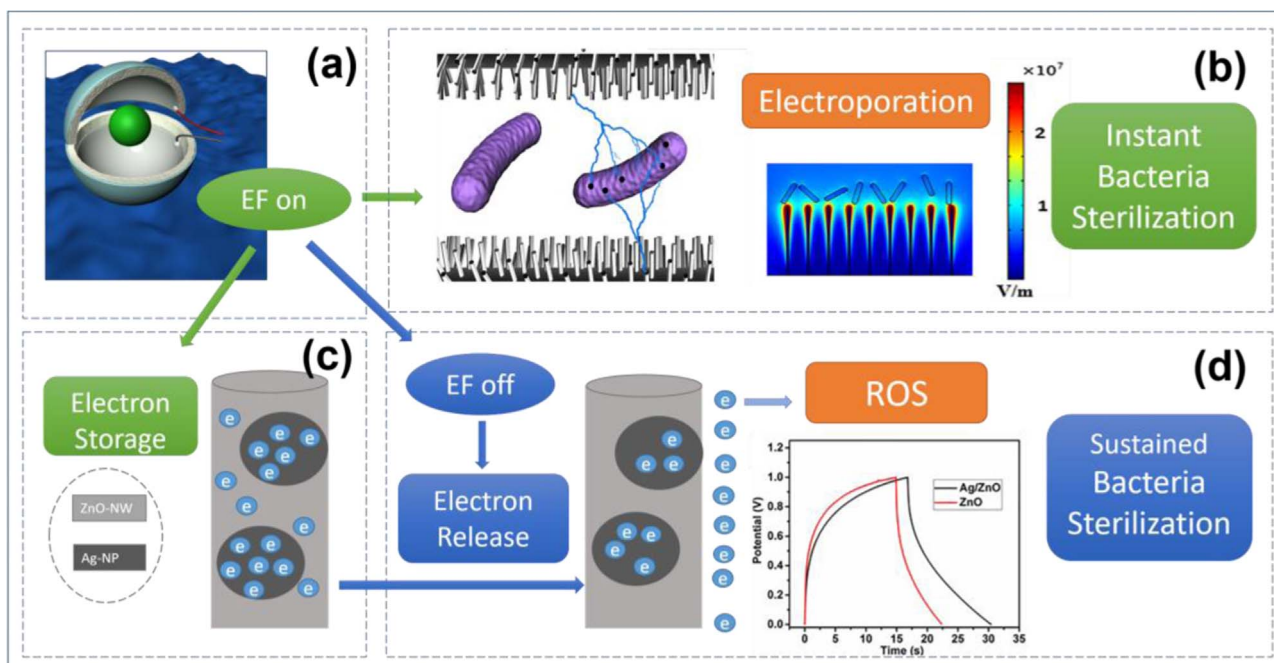 (a)
EF on
(b)
Electroporation
×10⁷
2
1
V/m
Instant
Bacteria
Sterilization
(c)
Electron
Storage
ZnO-NW
Ag-NP
e e e e e e e e e e e e e e e e e
(d)
EF off
Electron
Release
e e e e e e e e
e e e e e e e e
ROS
Sustained
Bacteria
Sterilization
Potential (V)
1.2
1.0
0.8
0.6
0.4
0.2
0.0
Ag/ZnO
ZnO
0 5 10 15 20 25 30 35
Time (s)